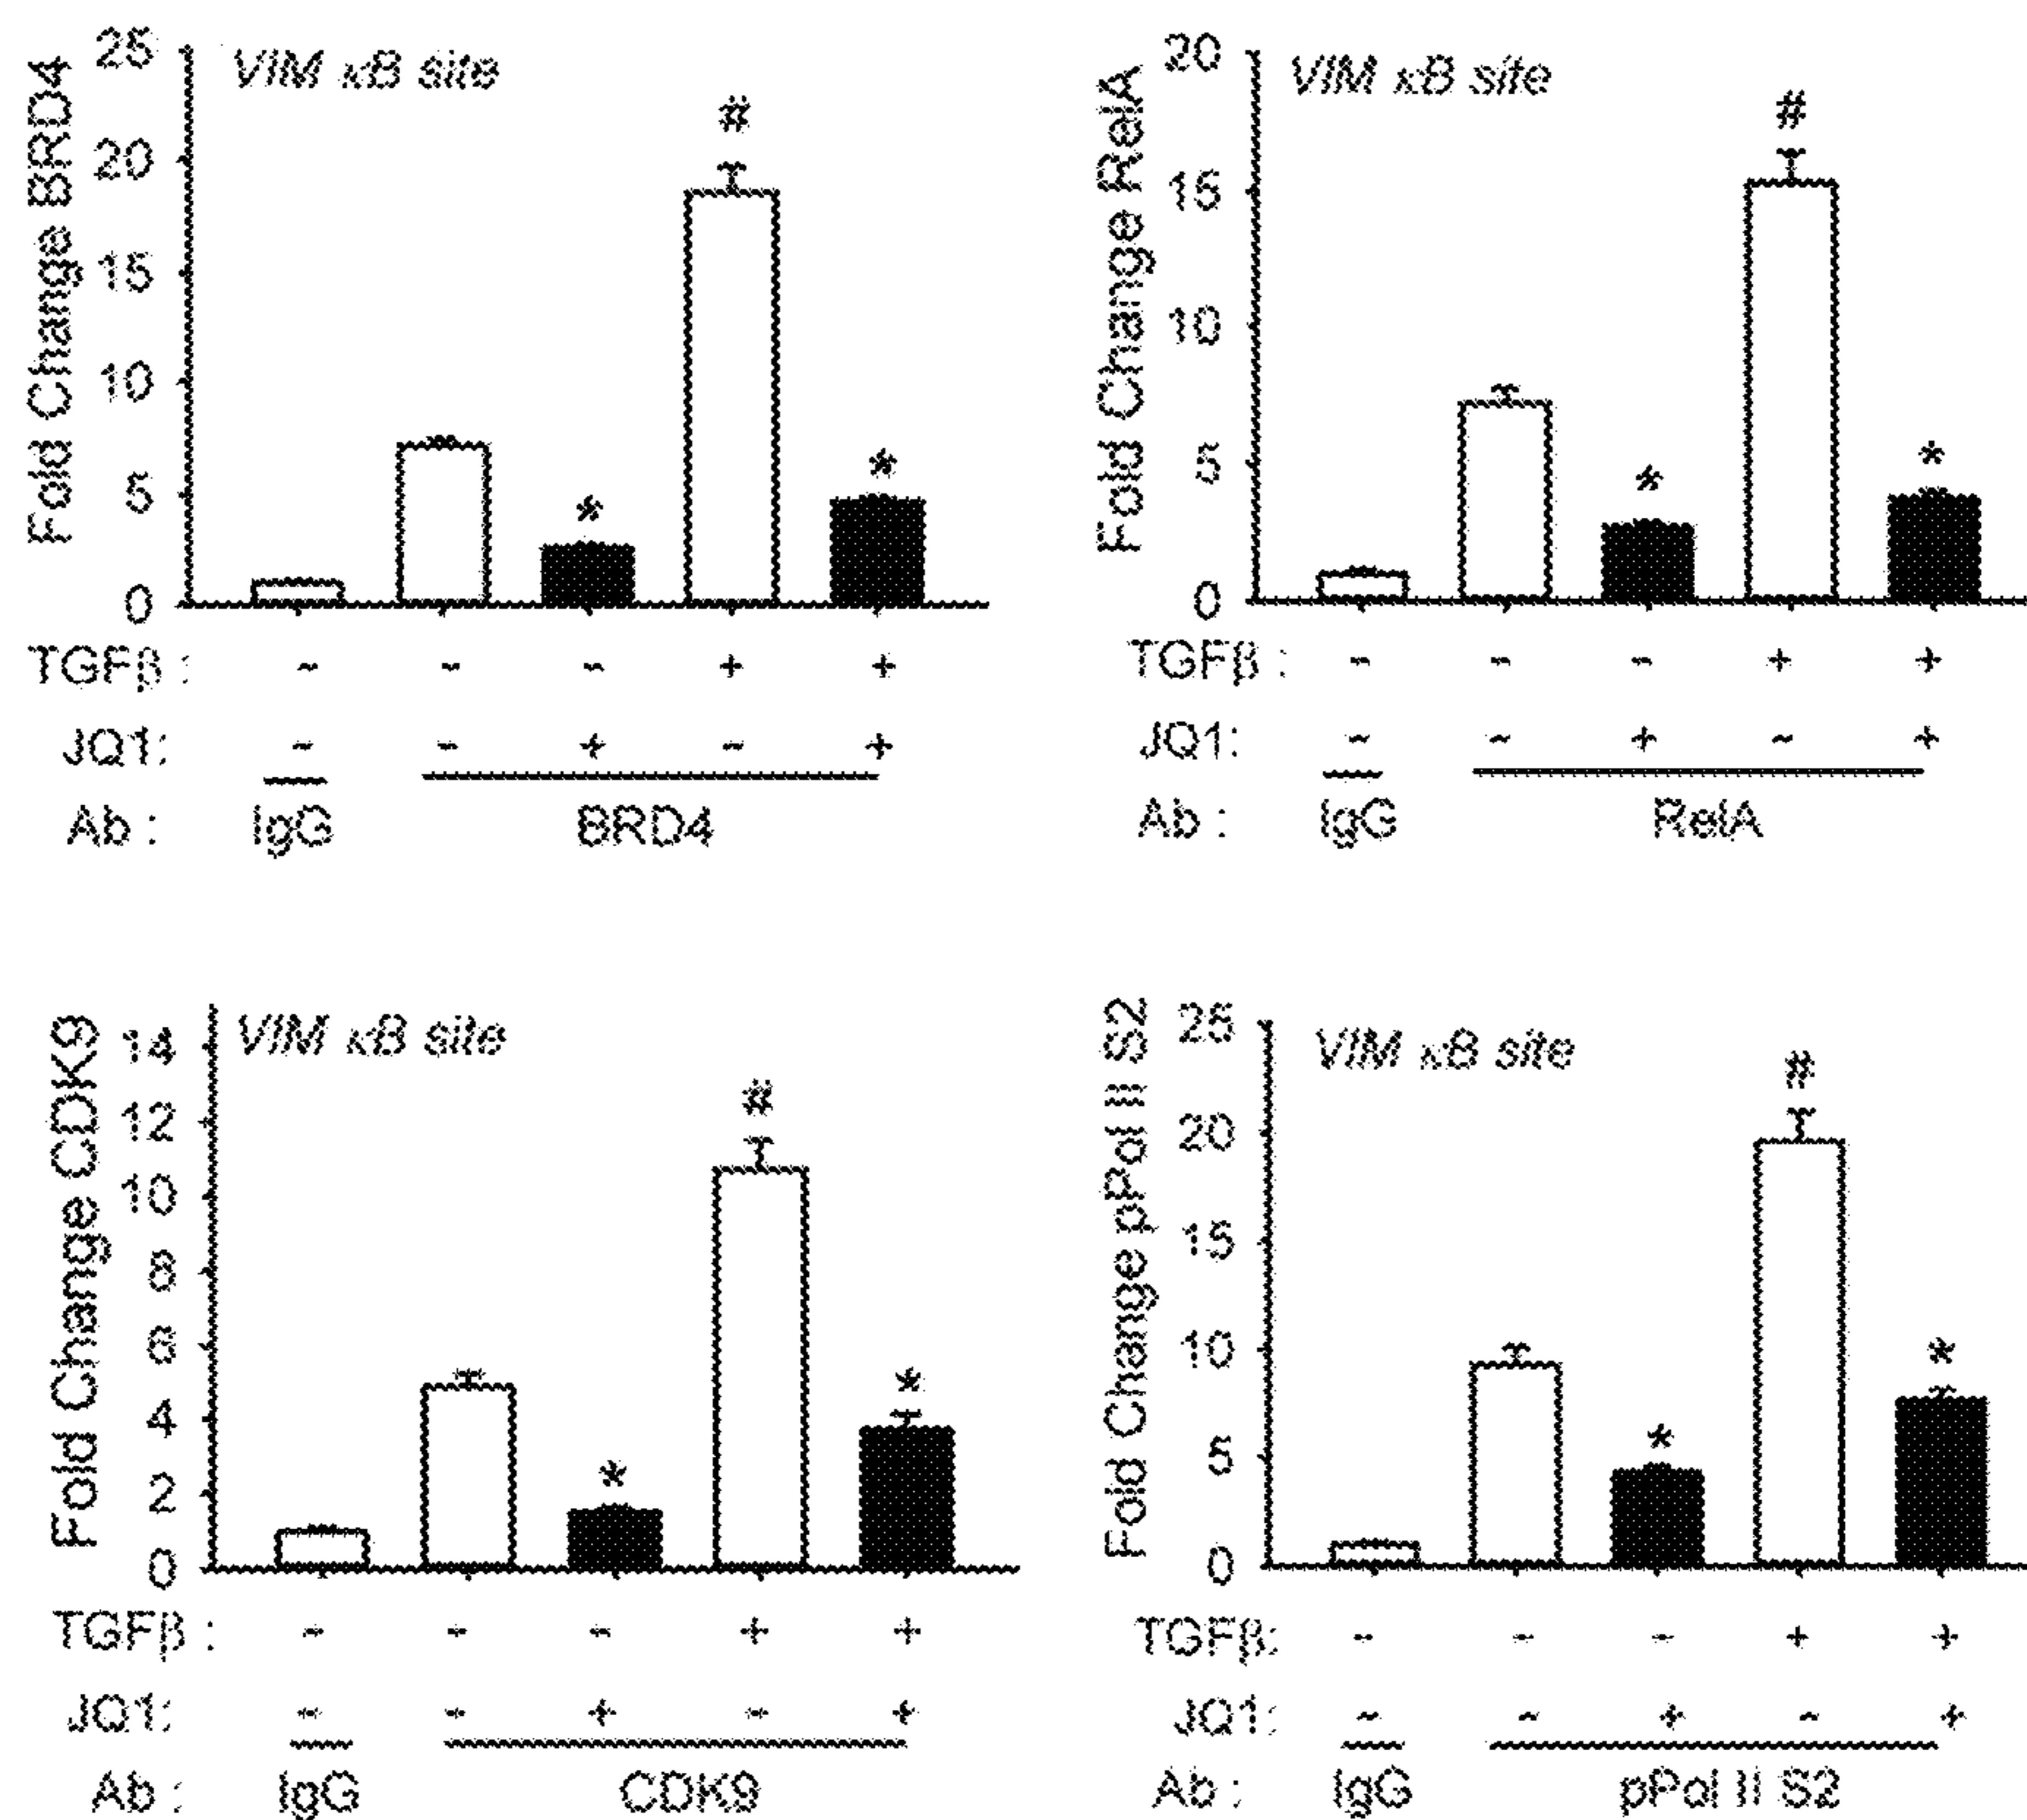 Fold Change BRD4
25
20
15
10
5
0
VIM κB site
#
*
*
TGFβ : - - - + +
JQ1: - - + - +
Ab : IgG BRD4
Fold Change RelA
20
15
10
5
0
VIM κB site
#
*
*
TGFβ : - - - + +
JQ1: - - + - +
Ab : IgG RelA
Fold Change CDK9
14
12
10
8
6
4
2
0
VIM κB site
#
*
*
TGFβ : - - - + +
JQ1: - - + - +
Ab : IgG CDK9
Fold Change pPol II S2
25
20
15
10
5
0
VIM κB site
#
*
*
TGFβ: - - - + +
JQ1: - - + - +
Ab : IgG pPol II S2